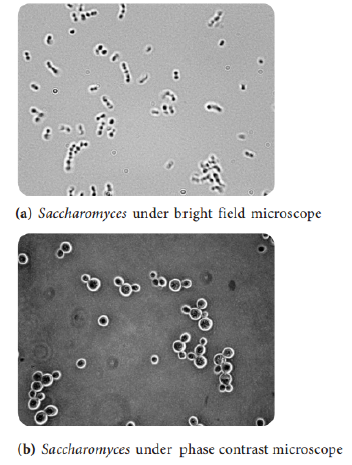 (a) Saccharomyces under bright field microscope
(b) Saccharomyces under phase contrast microscope